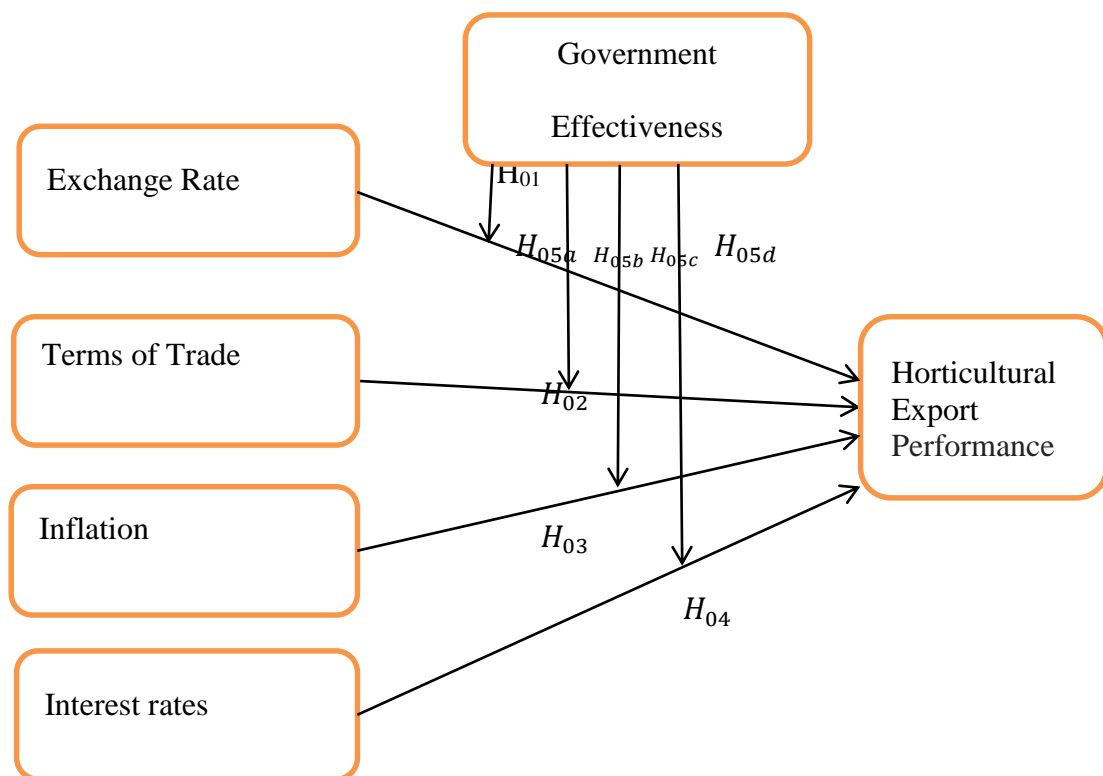 Government
Effectiveness
Exchange Rate
H01
H05a
H05b
H05c
H05d
Terms of Trade
H02
Horticultural
Export
Performance
Inflation
H03
H04
Interest rates